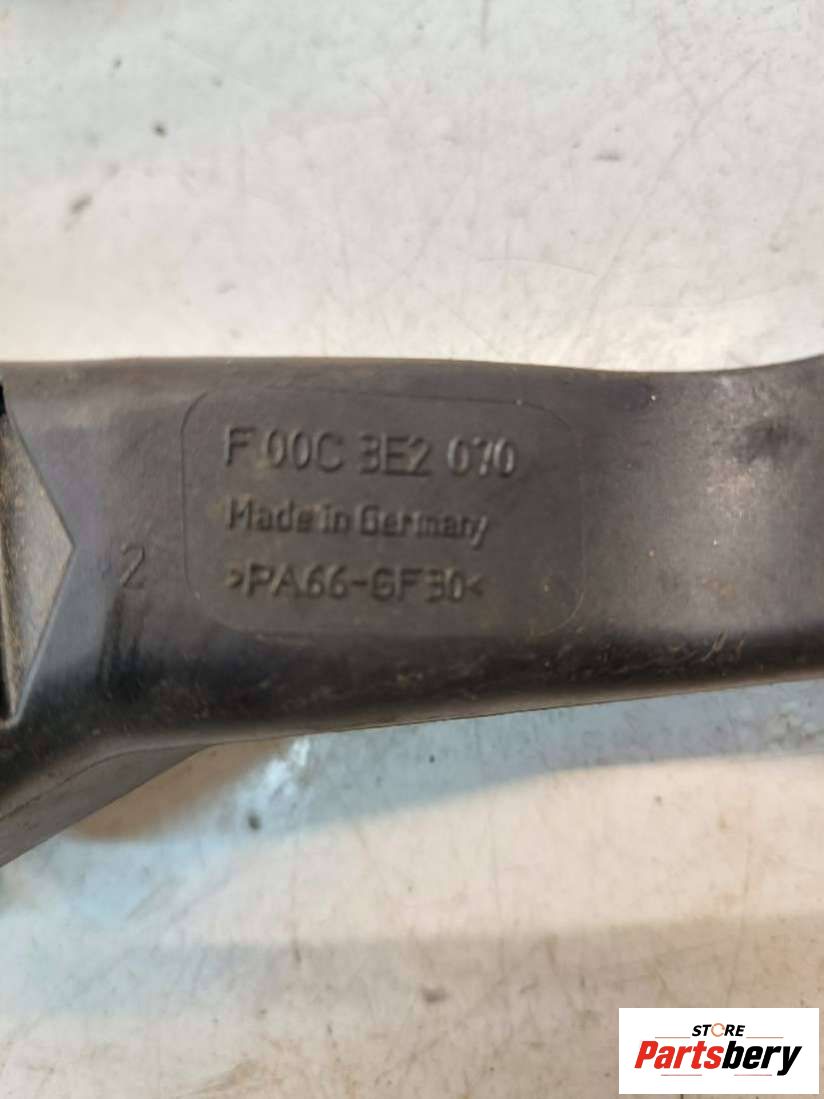 F 00C 3E2 070
Made in Germany
2
>PA66-GF30<
STORE
Partsbery